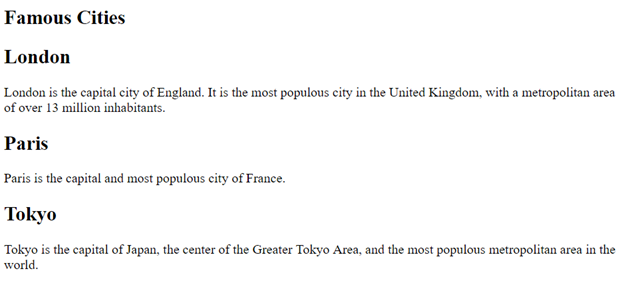 Famous Cities
London
London is the capital city of England. It is the most populous city in the United Kingdom, with a metropolitan area
of over 13 million inhabitants.
Paris
Paris is the capital and most populous city of France.
Tokyo
Tokyo is the capital of Japan, the center of the Greater Tokyo Area, and the most populous metropolitan area in the
world.